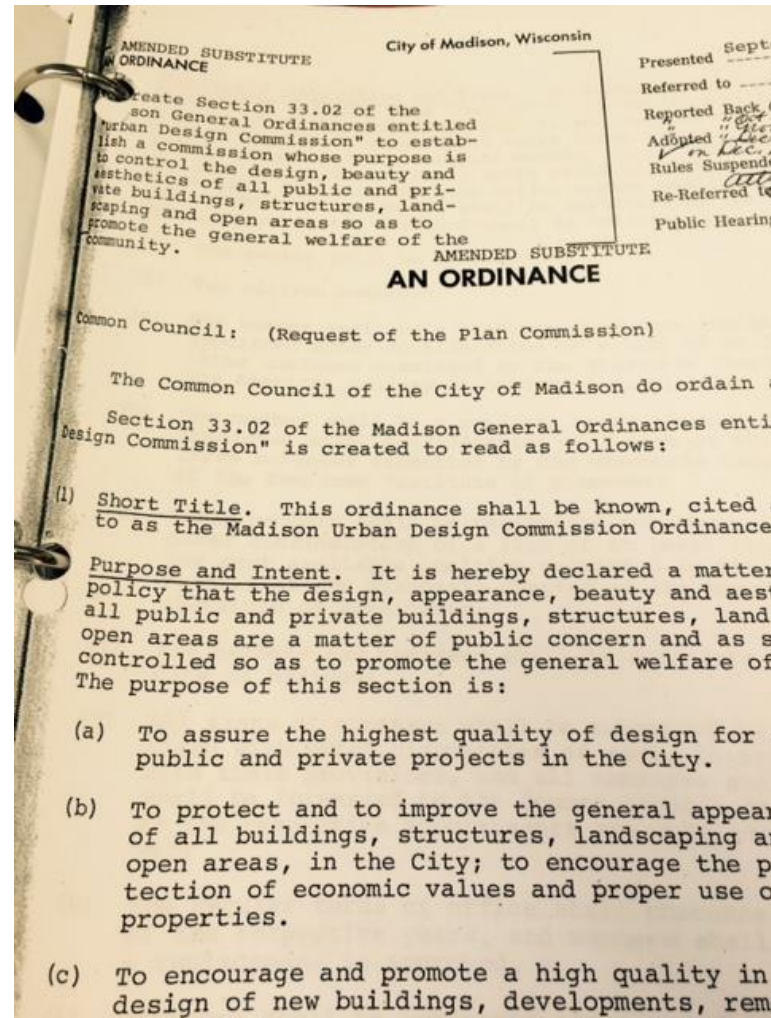 AMENDED SUBSTITUTE
AN ORDINANCE
City of Madison, Wisconsin
Presented Sept
Referred to
Reported Back
Adopted
on Dec.
Rules Suspende
Re-Referred to
Public Hearing
reate Section 33.02 of the
son General Ordinances entitled
"urban Design Commission" to estab-
lish a commission whose purpose is
to control the design, beauty and
aesthetics of all public and pri-
vate buildings, structures, land-
scaping and open areas so as to
promote the general welfare of the
community.
AMENDED SUBSTITUTE
AN ORDINANCE
Common Council: (Request of the Plan Commission)
The Common Council of the City of Madison do ordain a
Section 33.02 of the Madison General Ordinances enti
Design Commission" is created to read as follows:
(1) Short Title. This ordinance shall be known, cited
to as the Madison Urban Design Commission Ordinance
Purpose and Intent. It is hereby declared a matter
policy that the design, appearance, beauty and aest
all public and private buildings, structures, land
open areas are a matter of public concern and as s
controlled so as to promote the general welfare of
The purpose of this section is:
(a) To assure the highest quality of design for
public and private projects in the City.
(b) To protect and to improve the general appear
of all buildings, structures, landscaping a
open areas, in the City; to encourage the p
tection of economic values and proper use o
properties.
(c) To encourage and promote a high quality in
design of new buildings, developments, rem